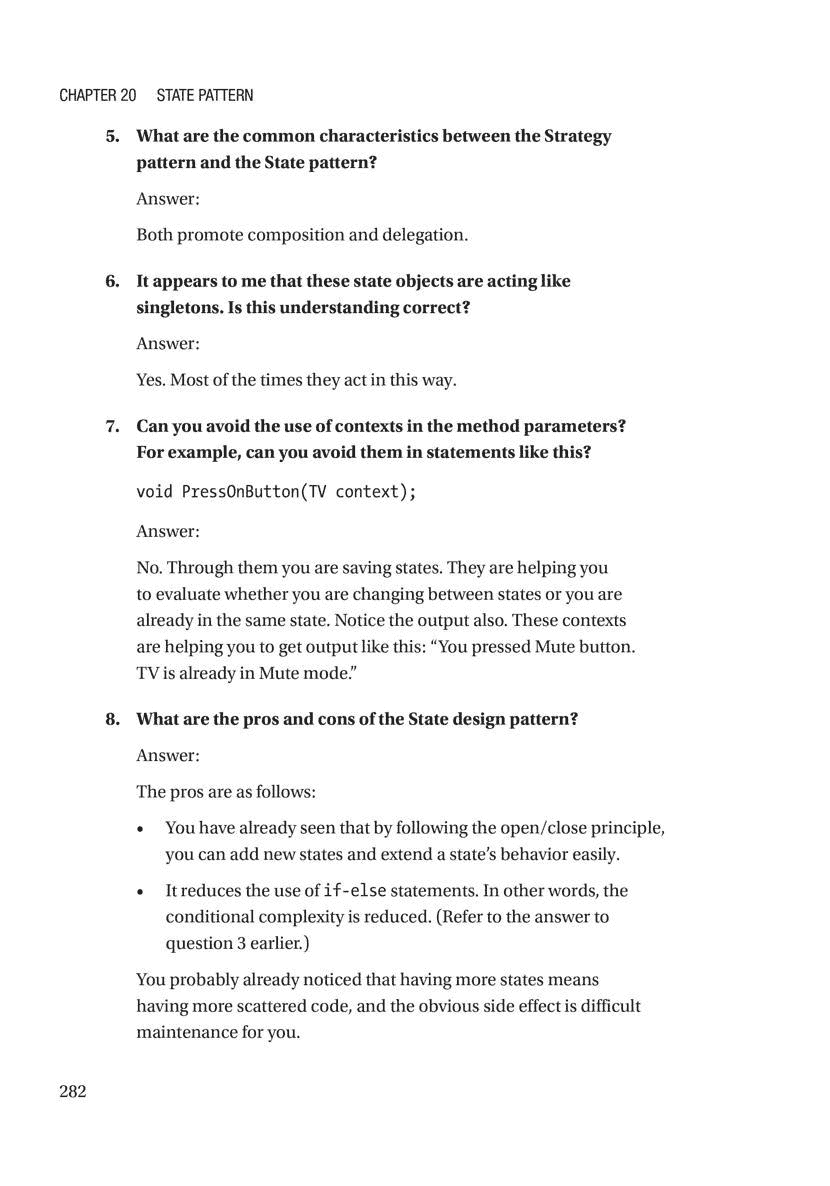 CHAPTER 20 STATE PATTERN
5. What are the common characteristics between the Strategy
pattern and the State pattern?
Answer:
Both promote composition and delegation.
6. It appears to me that these state objects are acting like
singletons. Is this understanding correct?
Answer:
Yes. Most of the times they act in this way.
7. Can you avoid the use of contexts in the method parameters?
For example, can you avoid them in statements like this?
void PressOnButton(TV context);
Answer:
No. Through them you are saving states. They are helping you
to evaluate whether you are changing between states or you are
already in the same state. Notice the output also. These contexts
are helping you to get output like this: “You pressed Mute button.
TV is already in Mute mode.”
8. What are the pros and cons of the State design pattern?
Answer:
The pros are as follows:
• You have already seen that by following the open/close principle,
you can add new states and extend a state’s behavior easily.
• It reduces the use of if-else statements. In other words, the
conditional complexity is reduced. (Refer to the answer to
question 3 earlier.)
You probably already noticed that having more states means
having more scattered code, and the obvious side effect is difficult
maintenance for you.
282